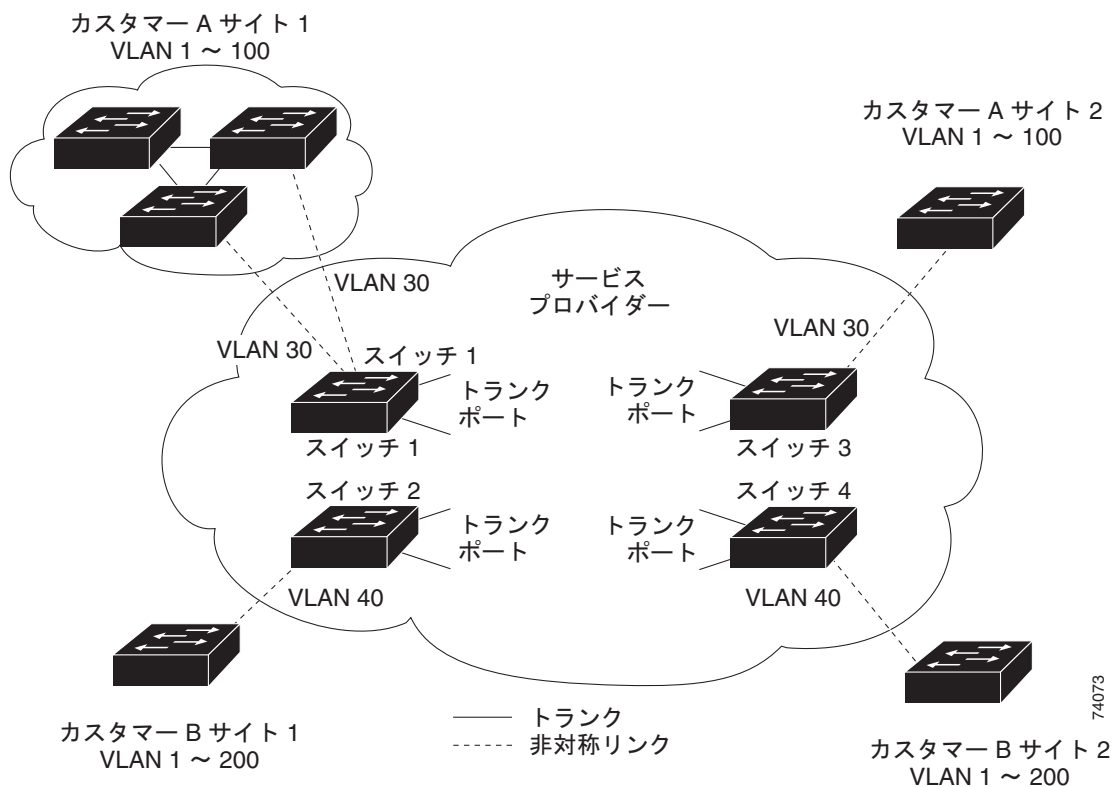 カスタマー A サイト 1
VLAN 1 ～ 100
カスタマー A サイト 2
VLAN 1 ～ 100
VLAN 30
サービス
プロバイダー
VLAN 30
VLAN 30
スイッチ 1
トランク
ポート
トランク
ポート
スイッチ 1
スイッチ 3
スイッチ 2
スイッチ 4
トランク
ポート
トランク
ポート
VLAN 40
VLAN 40
カスタマー B サイト 1
VLAN 1 ～ 200
トランク
非対称リンク
カスタマー B サイト 2
VLAN 1 ～ 200
74073